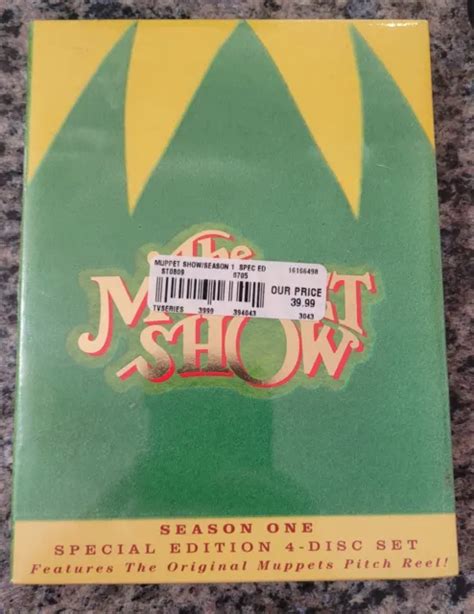 The
MUPPET SHOW/SEASON 1 SPEC ED 16166498
ST0809 0705
OUR PRICE
39.99
TVSERIES 3999 394043 3043
SHOW
SEASON ONE
SPECIAL EDITION 4-DISC SET
Features The Original Muppets Pitch Reel!